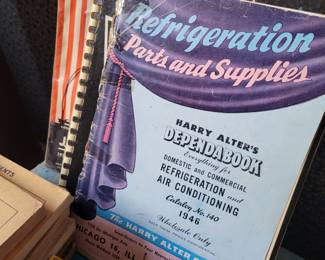 Refrigeration
Parts and Supplies
HARRY ALTER'S
DEPENDABOOK
Everything for
DOMESTIC and COMMERCIAL
REFRIGERATION
and
AIR CONDITIONING
Catalog No. 140
1946
Wholesale Only
The HARRY ALTER
CHICAGO 16, ILL